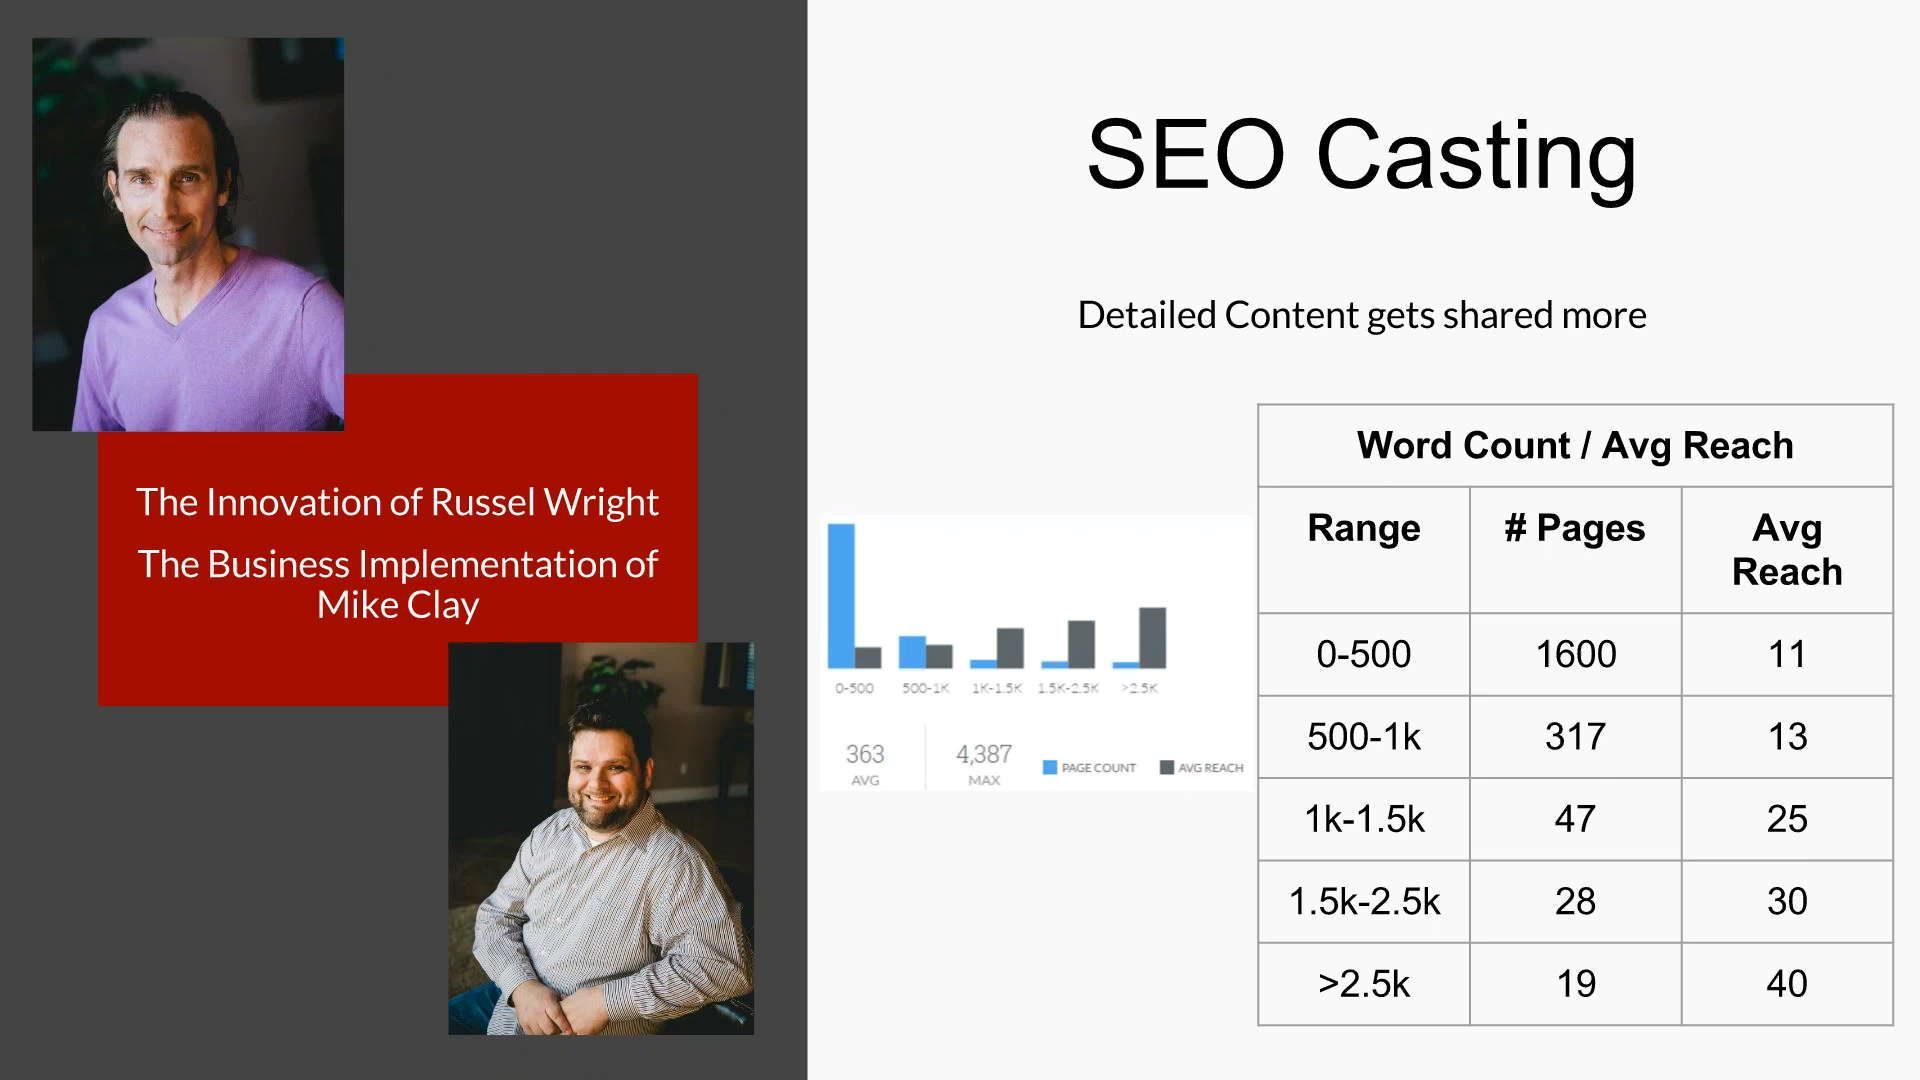 The Innovation of Russel Wright
The Business Implementation of
Mike Clay
SEO Casting
Detailed Content gets shared more
0-500 500-1K 1K-1.5K 1.5K-2.5K >2.5K
363 4,387
AVG MAX
PAGE COUNT AVG REACH
Word Count / Avg Reach
Range # Pages Avg
Reach
0-500 1600 11
500-1k 317 13
1k-1.5k 47 25
1.5k-2.5k 28 30
>2.5k 19 40